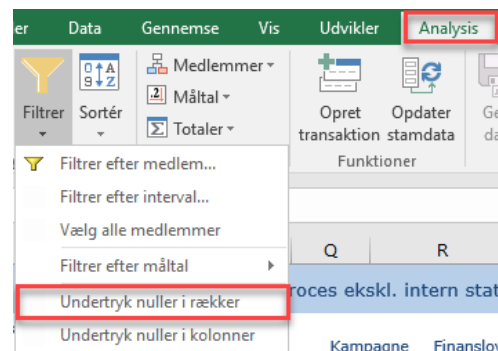 er Data Gennemse Vis Udvikler Analysis
Medlemmer
Måltal
Totaler
Filtrer Sortér
Opret transaktion
Opdater stamdata
Ge
da
Funktioner
Filtrer efter medlem...
Filtrer efter interval...
Vælg alle medlemmer
Filtrer efter måltal
Undertryk nuller i rækker
Undertryk nuller i kolonner
Q R
roces ekskl. intern stat
Kampagne Finanslov